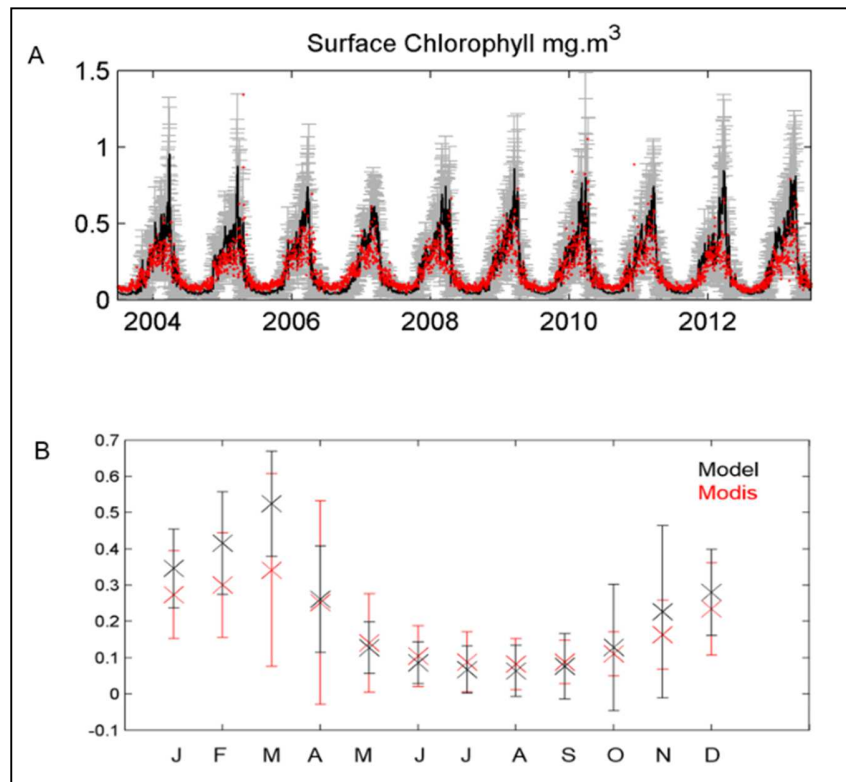 A
Surface Chlorophyll mg.m³
1.5
1
0.5
0
2004 2006 2008 2010 2012
B
0.7
0.6
0.5
0.4
0.3
0.2
0.1
0
-0.1
Model
Modis
J F M A M J J A S O N D